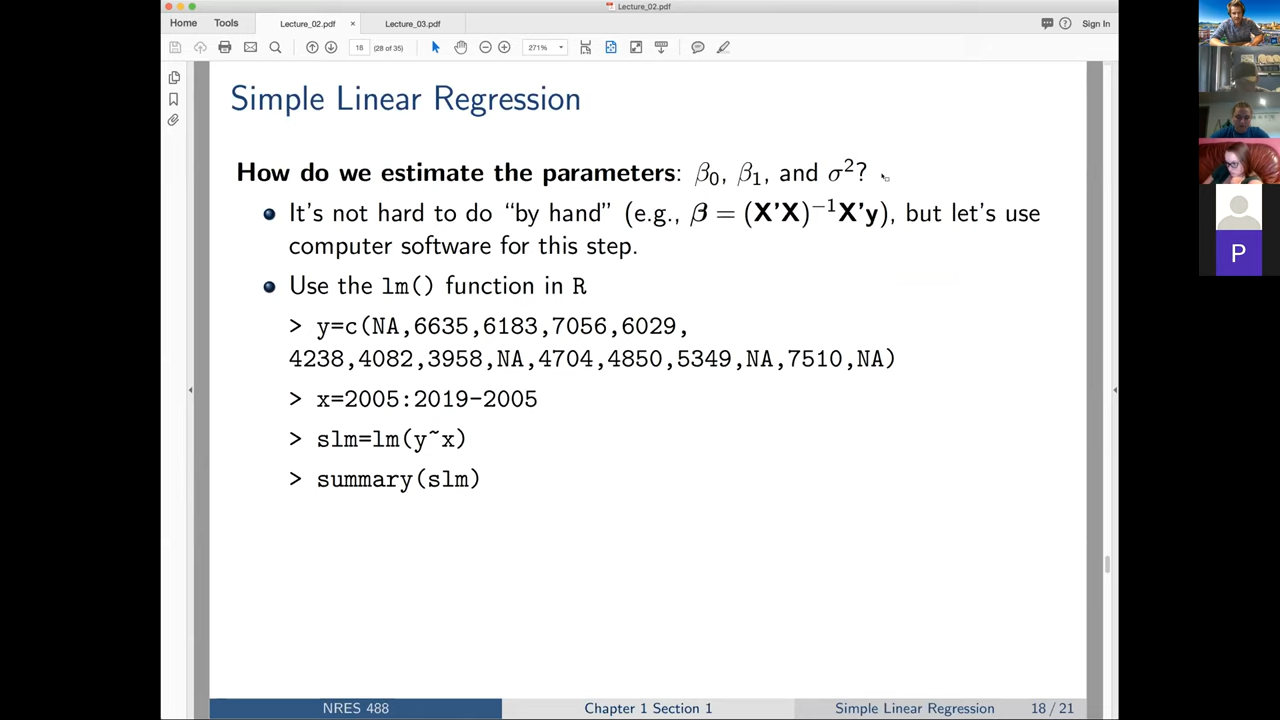 Lecture_02.pdf
Home Tools Lecture_02.pdf × Lecture_03.pdf Sign In
18 (28 of 35) 271%
Simple Linear Regression
How do we estimate the parameters: β0, β1, and σ²?
It's not hard to do “by hand” (e.g., β = (X'X)⁻¹X'y), but let's use
computer software for this step.
Use the lm() function in R
> y=c(NA,6635,6183,7056,6029,
4238,4082,3958,NA,4704,4850,5349,NA,7510,NA)
> x=2005:2019-2005
> slm=lm(y~x)
> summary(slm)
P
NRES 488 Chapter 1 Section 1 Simple Linear Regression 18 / 21